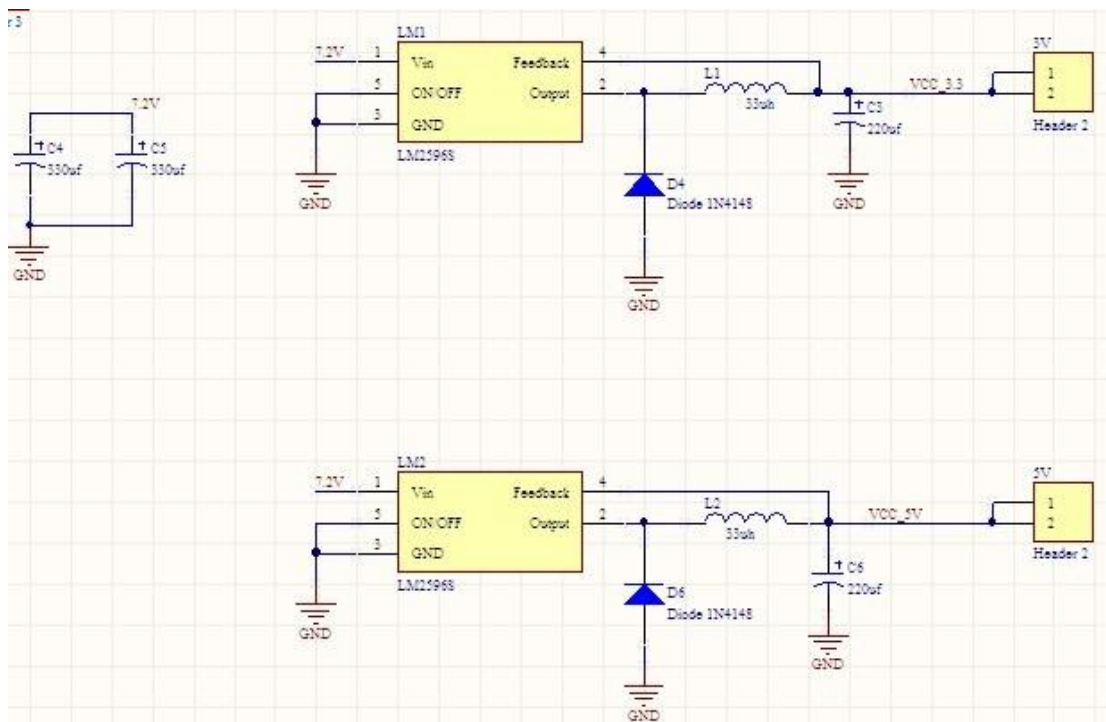 r 3
7.2V
C4
330uf
C5
330uf
GND
LM1
7.2V
1
5
3
Vin
ON/OFF
GND
Feedback
Output
4
2
LM2596S
GND
L1
33uh
D4
Diode 1N4148
GND
C3
220uf
GND
VCC_3.3
3V
1
2
Header 2
LM2
7.2V
1
5
3
Vin
ON/OFF
GND
Feedback
Output
4
2
LM2596S
GND
L2
33uh
D6
Diode 1N4148
GND
C6
220uf
GND
VCC_5V
5V
1
2
Header 2